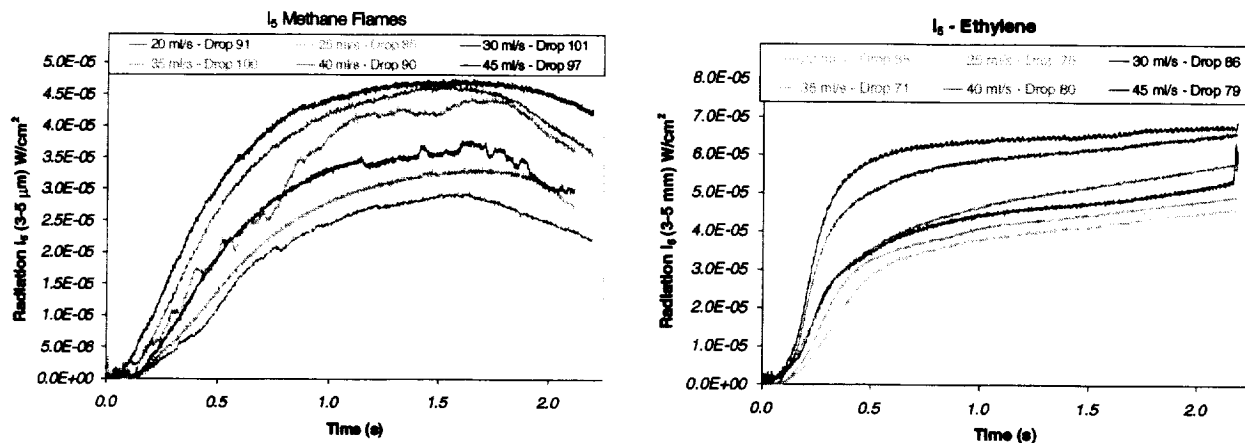 I5 Methane Flames
20 ml/s - Drop 91
25 ml/s - Drop
30 ml/s - Drop 101
35 ml/s - Drop 100
40 ml/s - Drop 90
45 ml/s - Drop 97
Radiation I5 (3-5 μm) W/cm²
5.0E-05
4.5E-05
4.0E-05
3.5E-05
3.0E-05
2.5E-05
2.0E-05
1.5E-05
1.0E-05
5.0E-06
0.0E+00
0.0
0.5
1.0
1.5
2.0
Time (s)
I5 - Ethylene
Drop
25 ml/s - Drop
30 ml/s - Drop 86
35 ml/s - Drop 71
40 ml/s - Drop 80
45 ml/s - Drop 79
Radiation I5 (3-5 mm) W/cm²
8.0E-05
7.0E-05
6.0E-05
5.0E-05
4.0E-05
3.0E-05
2.0E-05
1.0E-05
0.0E+00
0.0
0.5
1.0
1.5
2.0
Time (s)